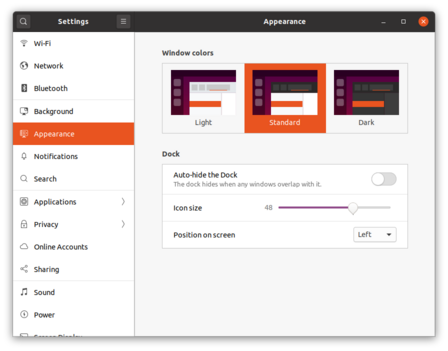 Settings
Appearance
Wi-Fi
Network
Bluetooth
Background
Appearance
Notifications
Search
Applications
Privacy
Online Accounts
Sharing
Sound
Power
Screen Display
Window colors
Light
Standard
Dark
Dock
Auto-hide the Dock
The dock hides when any windows overlap with it.
Icon size
48
Position on screen
Left